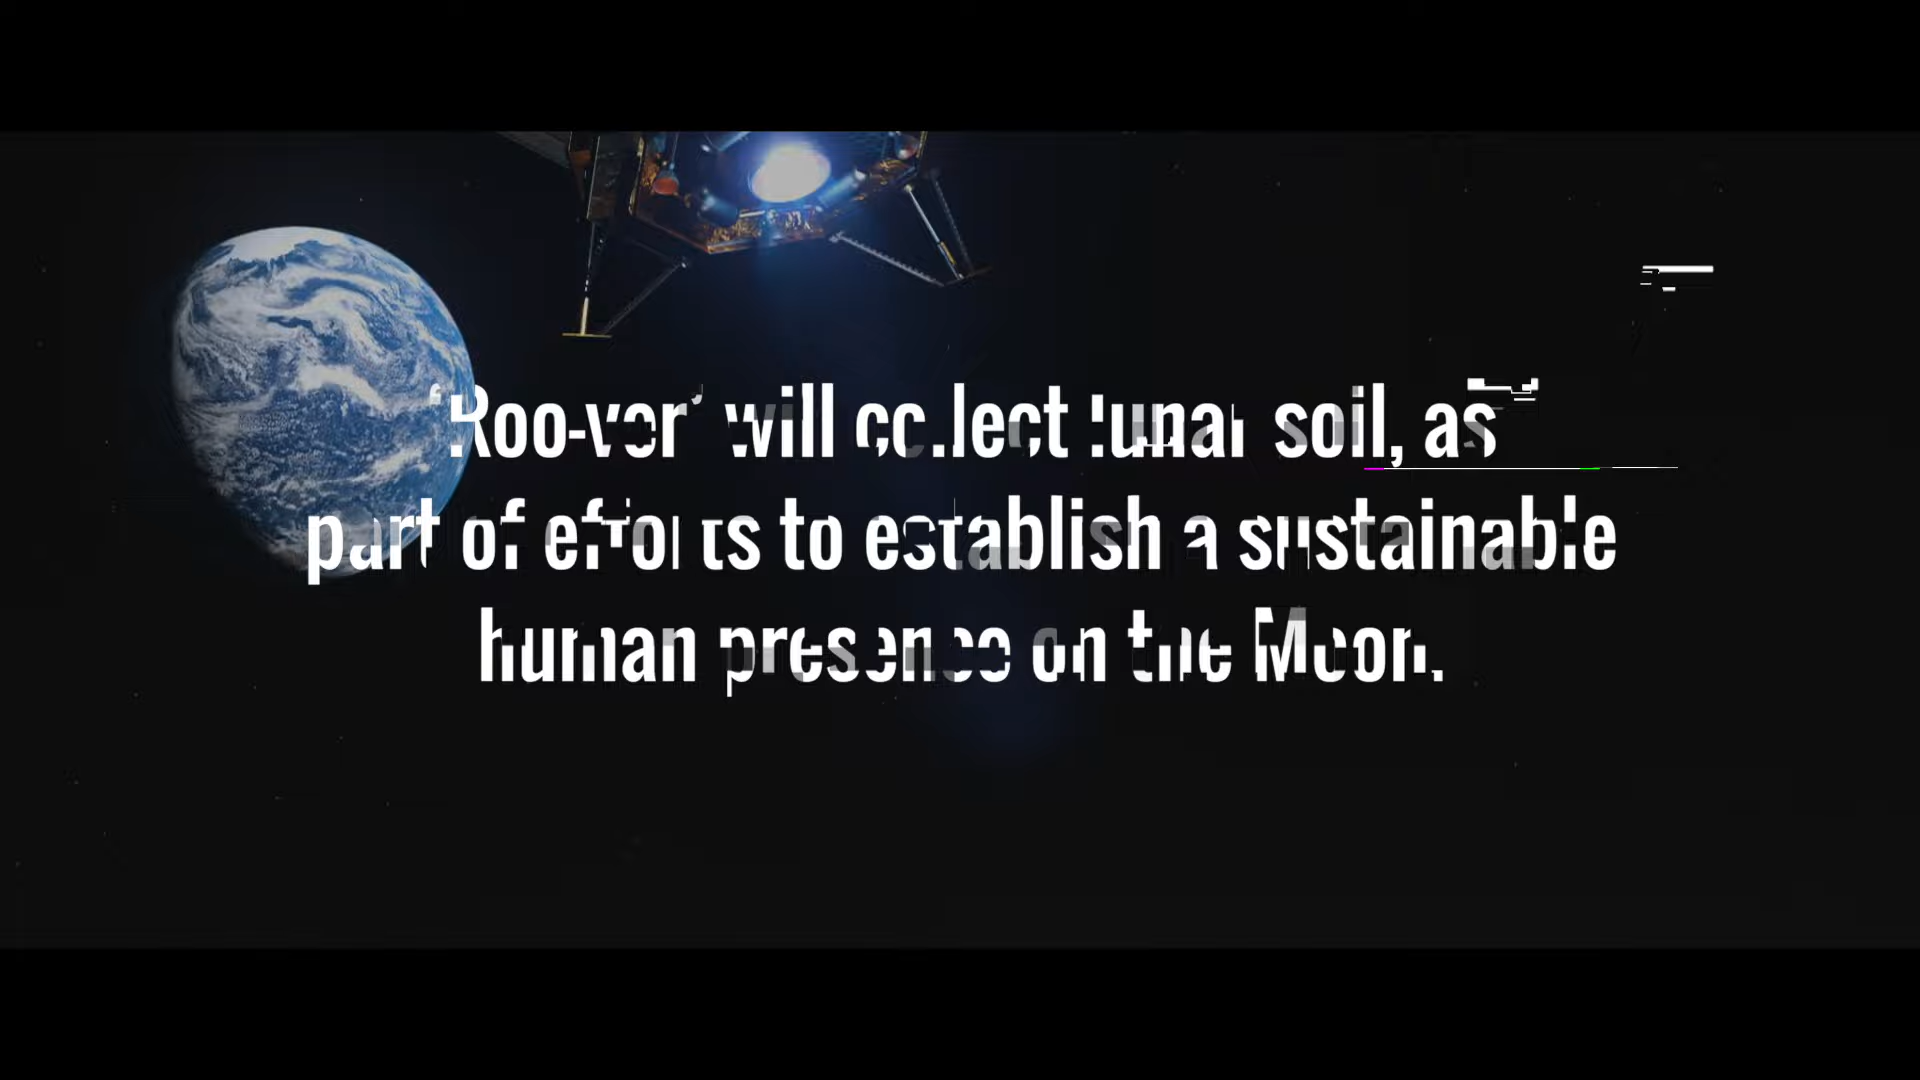 'Roo-ver' will collect lunar soil, as
part of efforts to establish a sustainable
human presence on the Moon.